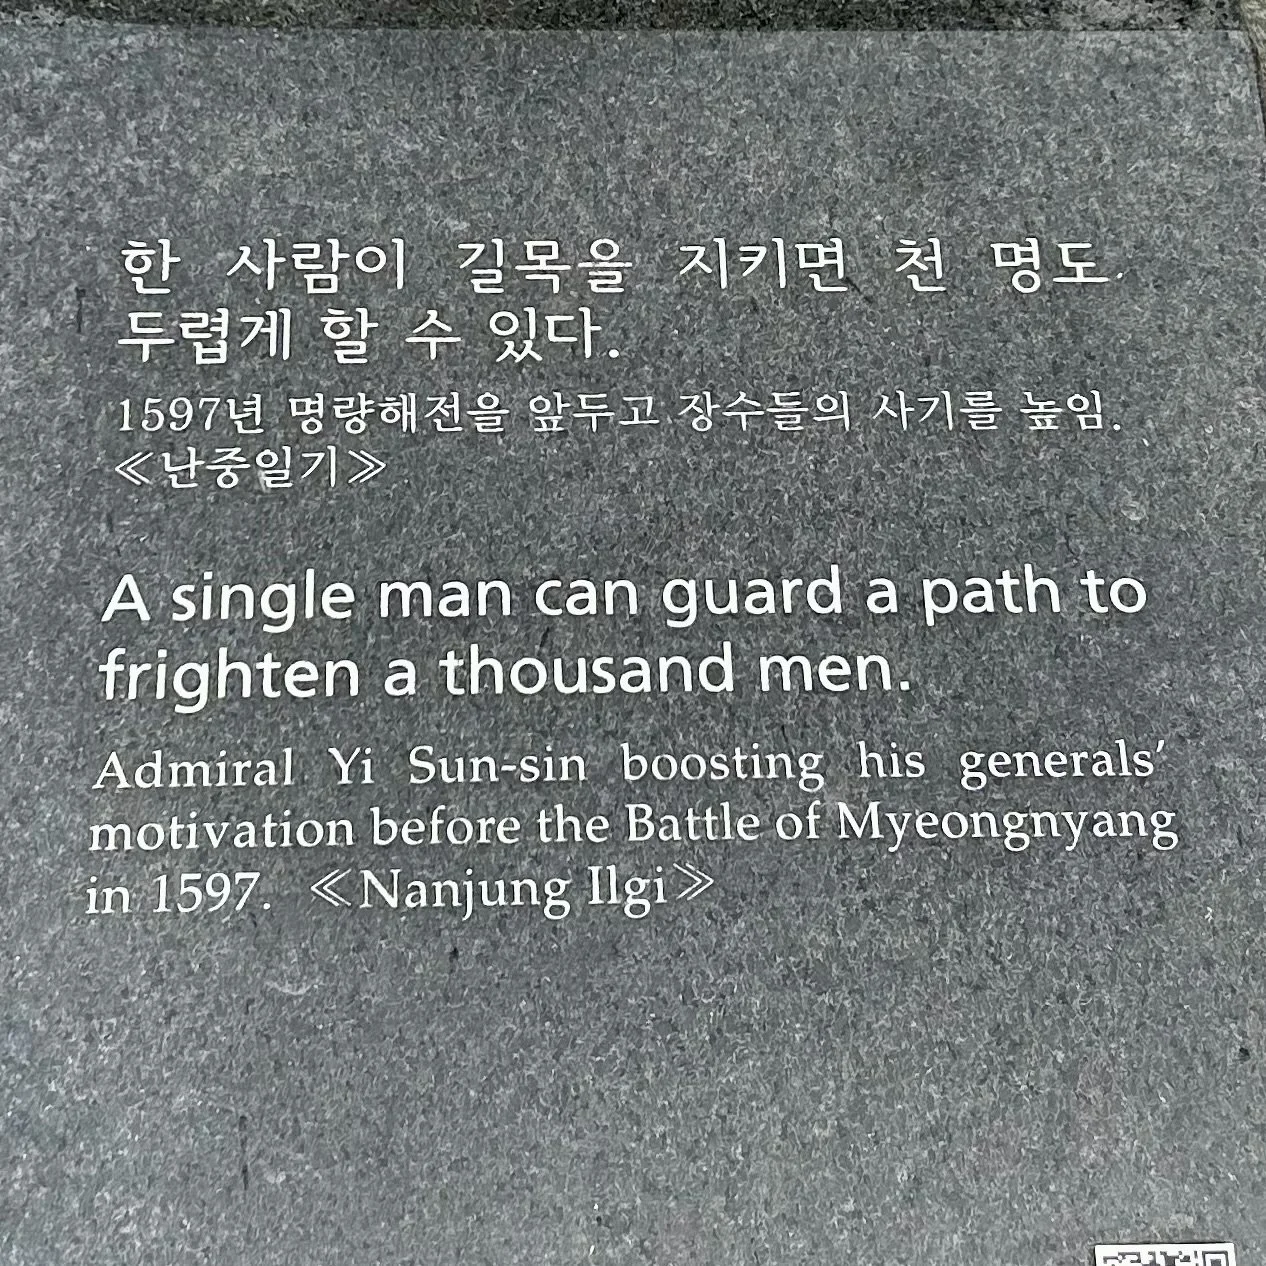 한 사람이 길목을 지키면 천 명도
두렵게 할 수 있다.
1597년 명량해전을 앞두고 장수들의 사기를 높임.
≪난중일기≫
A single man can guard a path to
frighten a thousand men.
Admiral Yi Sun-sin boosting his generals’
motivation before the Battle of Myeongnyang
in 1597. ≪Nanjung Ilgi≫